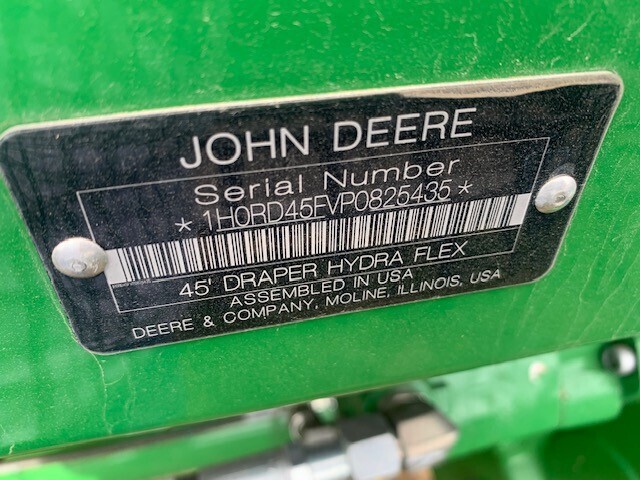 JOHN DEERE
Serial Number
*1H0RD45FVP0825435*
45' DRAPER HYDRA FLEX
ASSEMBLED IN USA
DEERE & COMPANY, MOLINE, ILLINOIS, USA